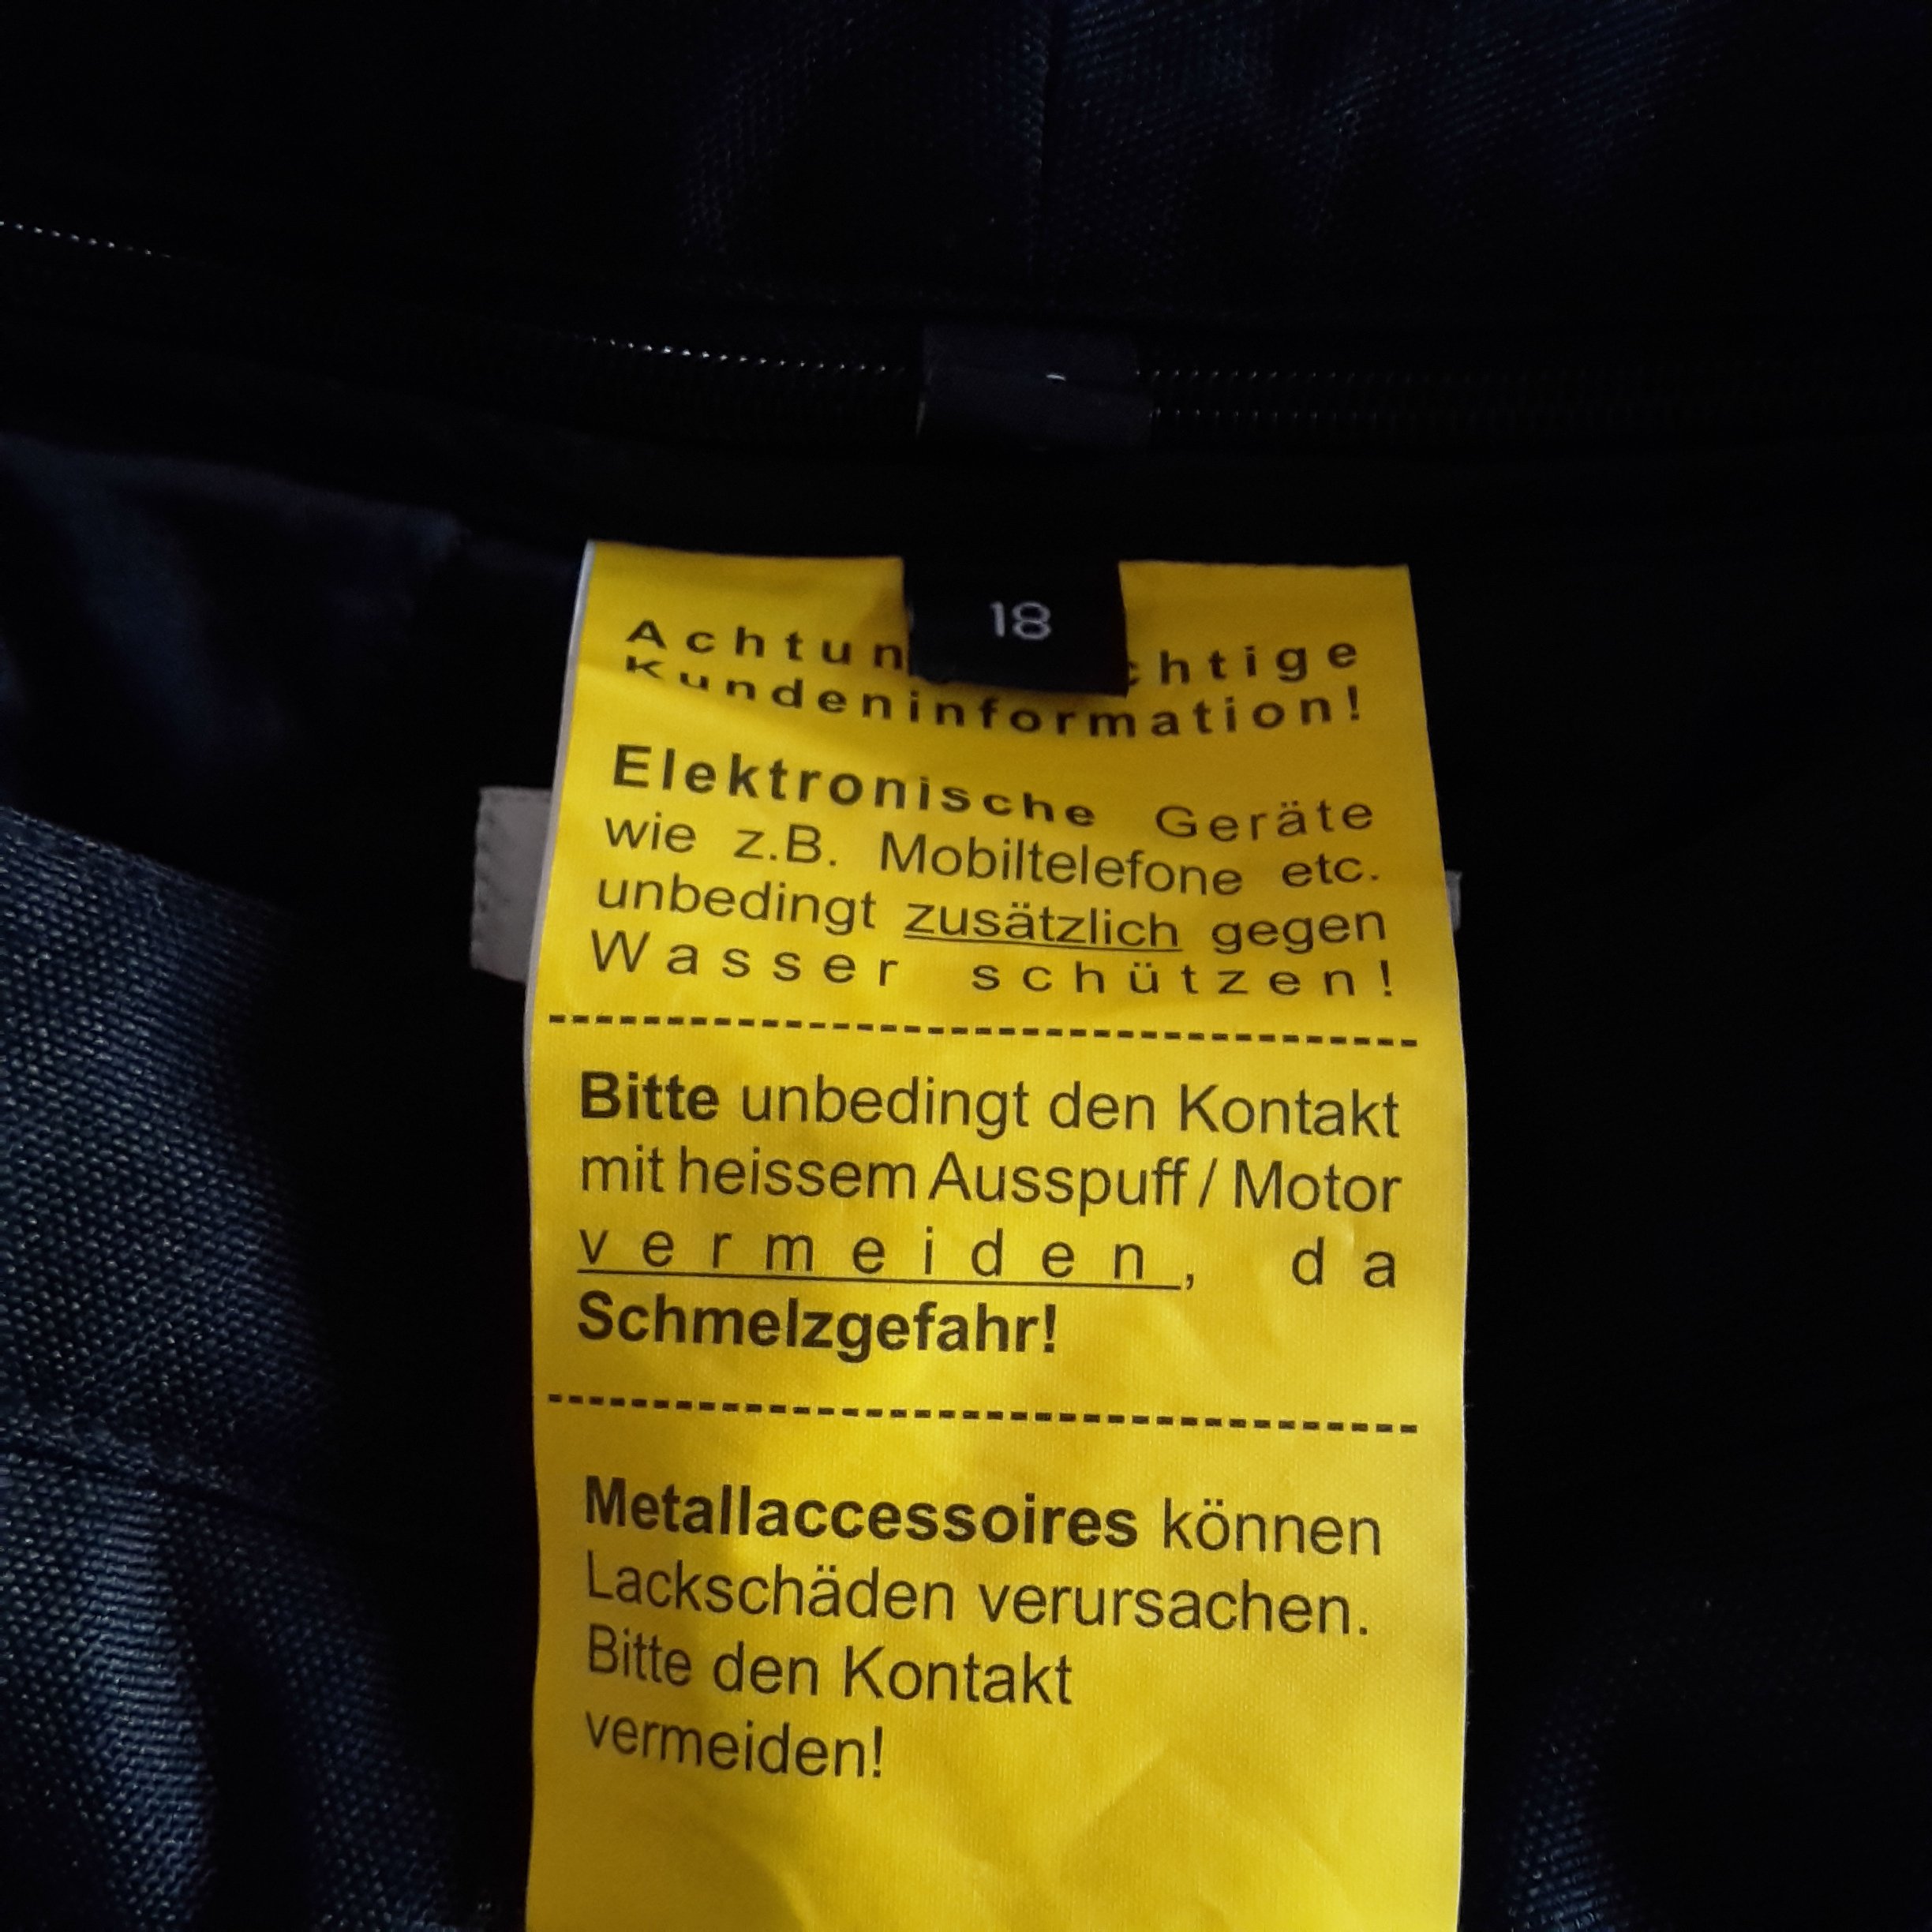 18
Achtun chtige
Kundeninformation!
Elektronische Geräte
wie z.B. Mobiltelefone etc.
unbedingt zusätzlich gegen
Wasser schützen!
Bitte unbedingt den Kontakt
mit heissem Ausspuff / Motor
vermeiden, da
Schmelzgefahr!
Metallaccessoires können
Lackschäden verursachen.
Bitte den Kontakt
vermeiden!